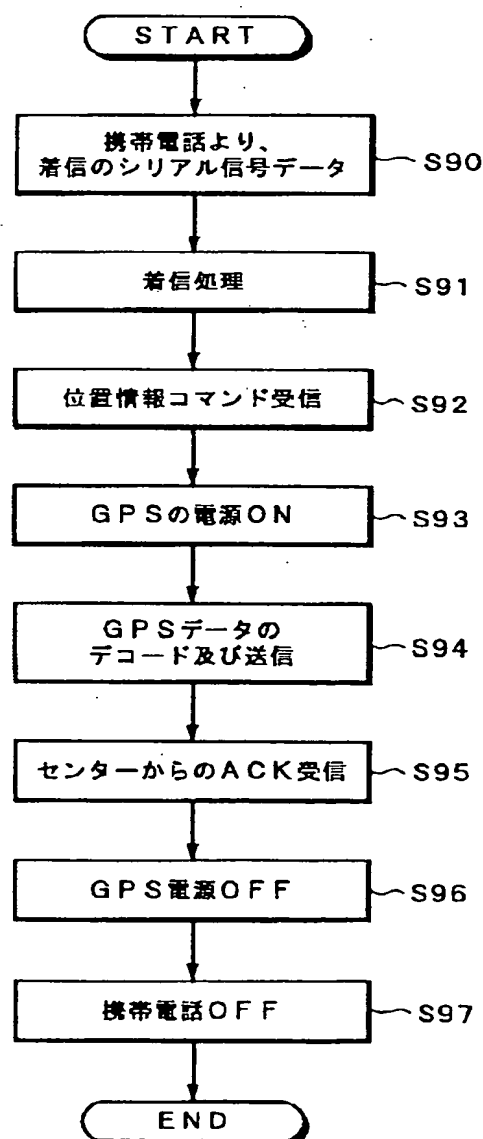 START
携帯電話より、
着信のシリアル信号データ
S90
着信処理
S91
位置情報コマンド受信
S92
GPSの電源ON
S93
GPSデータの
デコード及び送信
S94
センターからのACK受信
S95
GPS電源OFF
S96
携帯電話OFF
S97
END